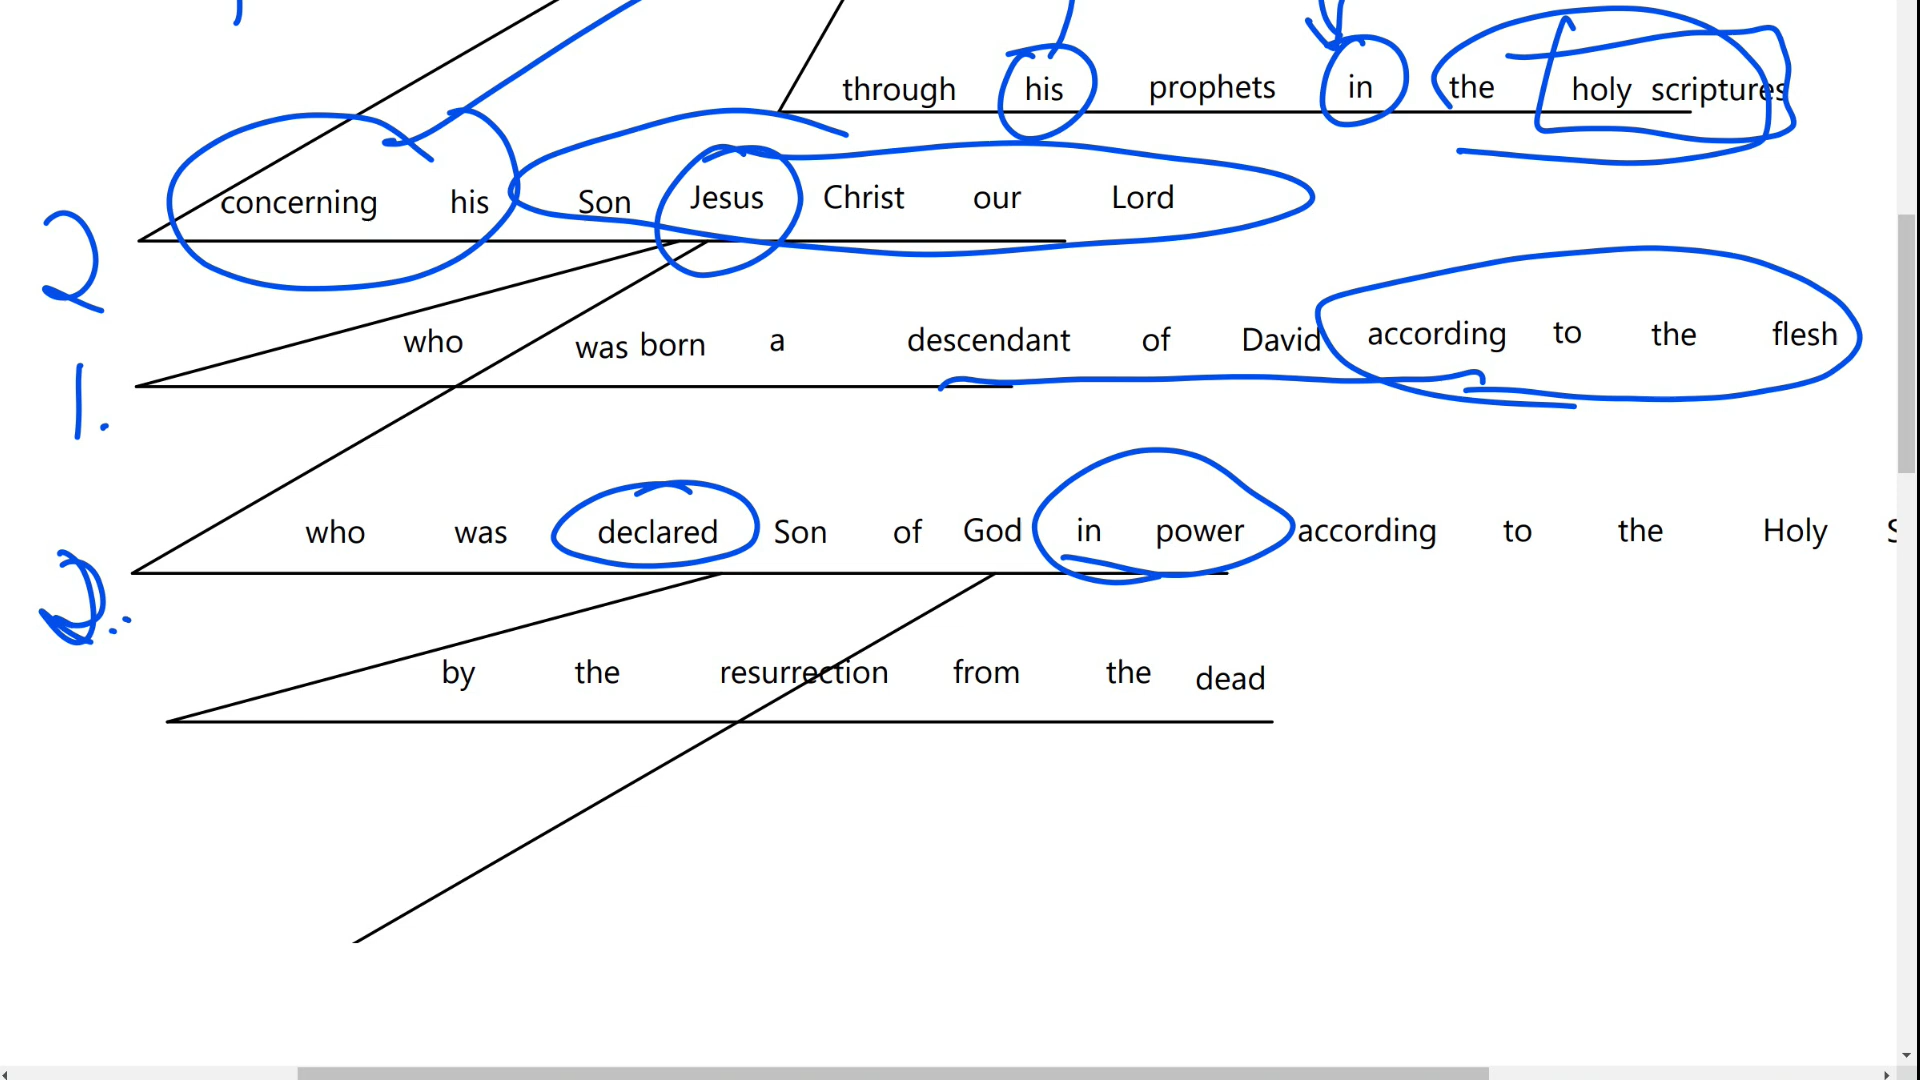 through his prophets in the holy scriptures
concerning his Son Jesus Christ our Lord
2
who was born a descendant of David according to the flesh
1.
who was declared Son of God in power according to the Holy S
by the resurrection from the dead